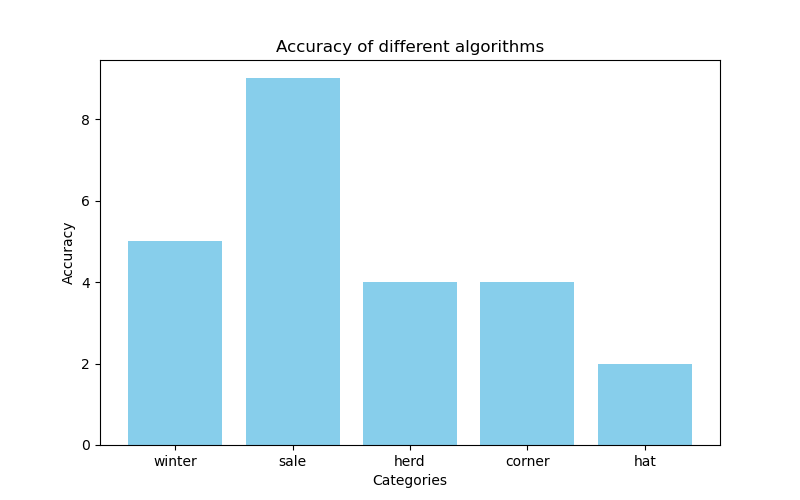 Accuracy of different algorithms
Accuracy
8
6
4
2
0
winter sale herd corner hat
Categories